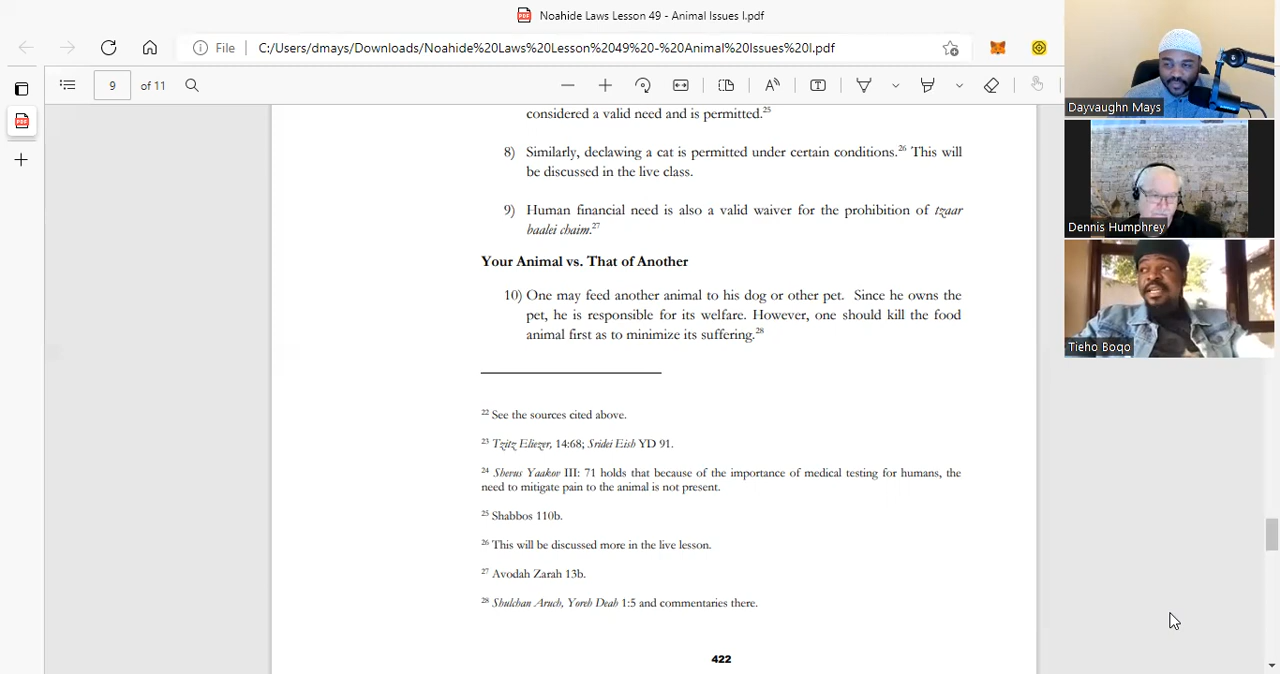 Noahide Laws Lesson 49 - Animal Issues I.pdf
File C:/Users/dmays/Downloads/Noahide%20Laws%20Lesson%2049%20-%20Animal%20Issues%20I.pdf
9 of 11
considered a valid need and is permitted.25
8) Similarly, declawing a cat is permitted under certain conditions.26 This will
be discussed in the live class.
9) Human financial need is also a valid waiver for the prohibition of tzaar
baalei chaim.27
Your Animal vs. That of Another
10) One may feed another animal to his dog or other pet. Since he owns the
pet, he is responsible for its welfare. However, one should kill the food
animal first as to minimize its suffering.28
22 See the sources cited above.
23 Tzitz Eliezer, 14:68; Sridei Eish YD 91.
24 Sherus Yaakov III: 71 holds that because of the importance of medical testing for humans, the
need to mitigate pain to the animal is not present.
25 Shabbos 110b.
26 This will be discussed more in the live lesson.
27 Avodah Zarah 13b.
28 Shulchan Aruch, Yoreh Deah 1:5 and commentaries there.
422
Dayvaughn Mays
Dennis Humphrey
Tieho Boqo